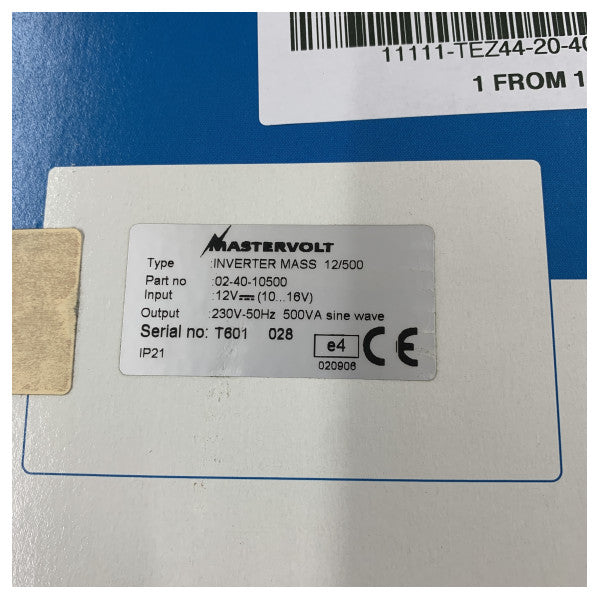 11111-TEZ44-20-40
1 FROM 1
MASTERVOLT
Type :INVERTER MASS 12/500
Part no :02-40-10500
Input :12V⎓ (10...16V)
Output :230V-50Hz 500VA sine wave
Serial no: T601 028
IP21
e4 CE
020906